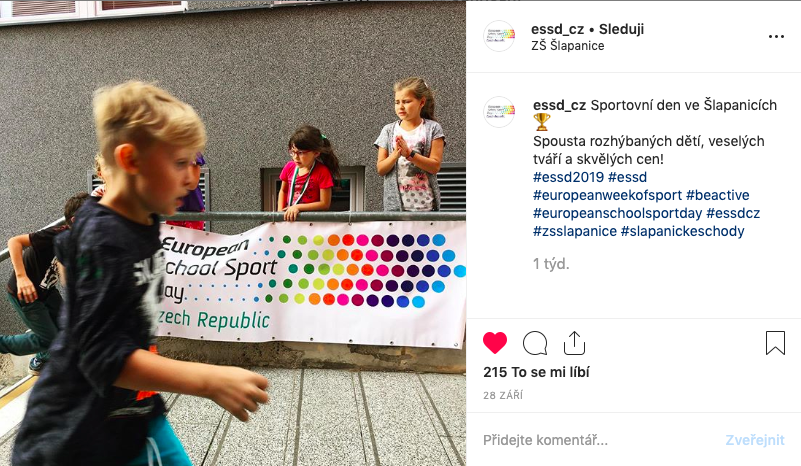 European
School Sport
Day
Czech Republic
essd_cz • Sleduji
ZŠ Šlapanice
essd_cz Sportovní den ve Šlapanicích
🏆
Spousta rozhýbaných dětí, veselých
tváří a skvělých cen!
#essd2019 #essd
#europeanweekofsport #beactive
#europeanschoolsportday #essdcz
#zsslapanice #slapanickeschody
1 týd.
215 To se mi líbí
28 ZÁŘÍ
Přidejte komentář...
Zveřejnit